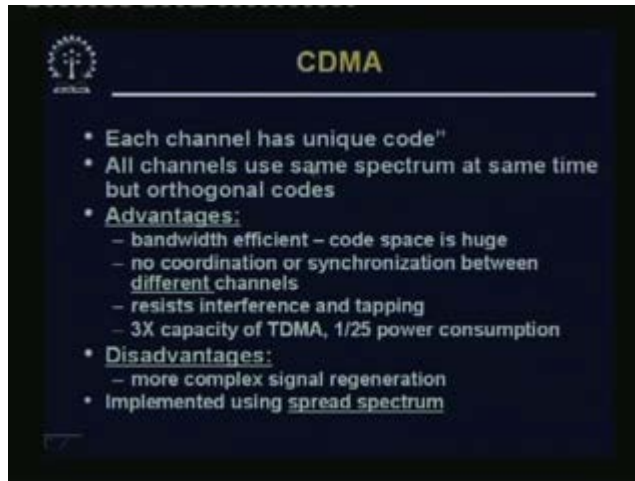 CDMA
• Each channel has unique code"
• All channels use same spectrum at same time
but orthogonal codes
• Advantages:
– bandwidth efficient – code space is huge
– no coordination or synchronization between
different channels
– resists interference and tapping
– 3X capacity of TDMA, 1/25 power consumption
• Disadvantages:
– more complex signal regeneration
• Implemented using spread spectrum